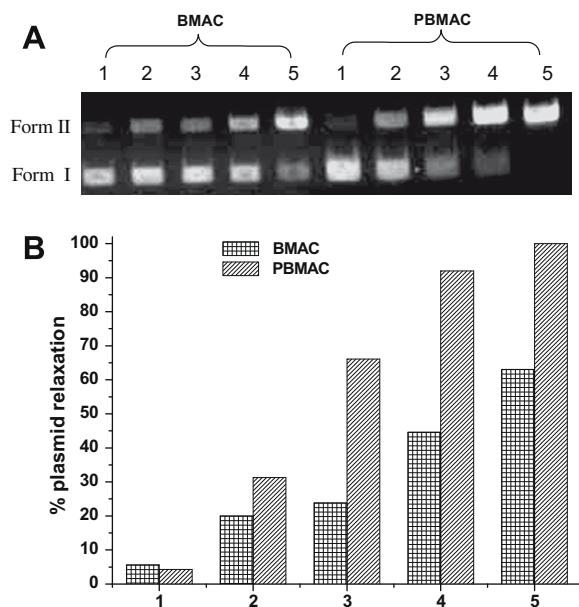 A
BMAC
PBMAC
1 2 3 4 5 1 2 3 4 5
Form II
Form I
B
BMAC
PBMAC
% plasmid relaxation
100
90
80
70
60
50
40
30
20
10
0
1 2 3 4 5